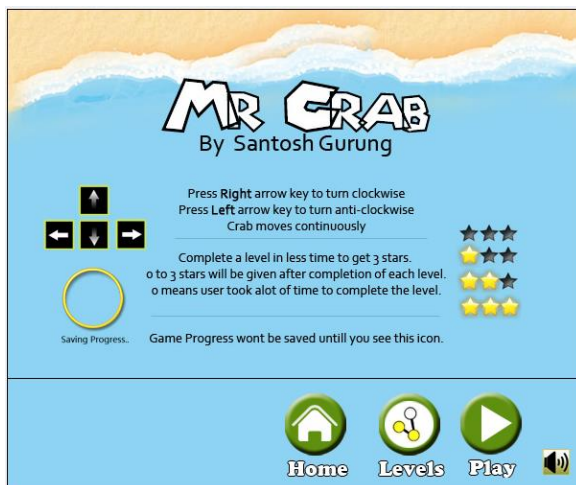 MR CRAB
By Santosh Gurung
Press Right arrow key to turn clockwise
Press Left arrow key to turn anti-clockwise
Crab moves continuously
Complete a level in less time to get 3 stars.
0 to 3 stars will be given after completion of each level.
0 means user took alot of time to complete the level.
Saving Progress..
Game Progress wont be saved untill you see this icon.
Home
Levels
Play